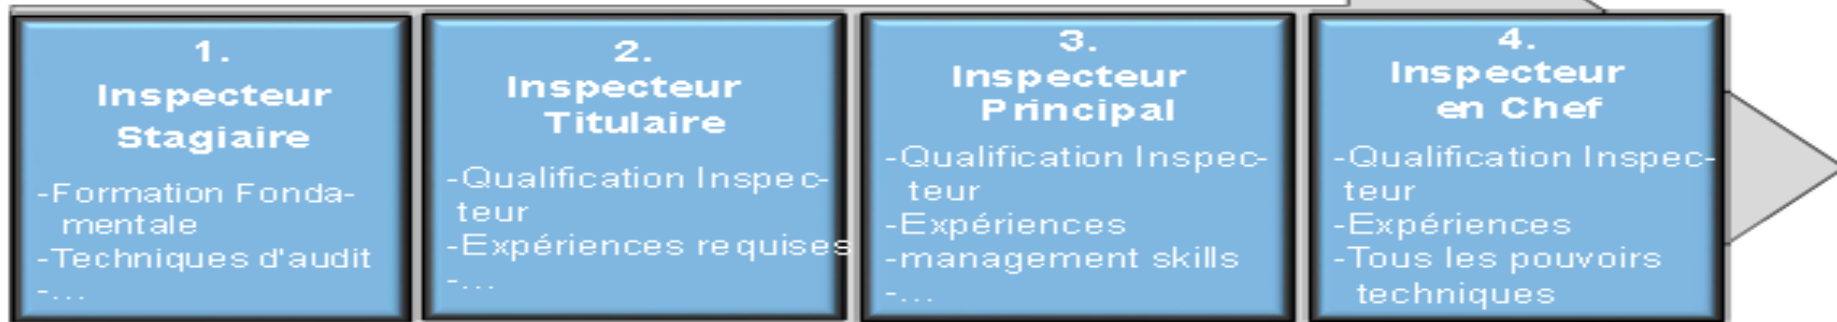 1.
Inspecteur
Stagiaire
-Formation Fonda-
mentale
-Techniques d'audit
-...
2.
Inspecteur
Titulaire
-Qualification Inspec-
teur
-Expériences requises
-...
3.
Inspecteur
Principal
-Qualification Inspec-
teur
-Expériences
-management skills
-...
4.
Inspecteur
en Chef
-Qualification Inspec-
teur
-Expériences
-Tous les pouvoirs
techniques